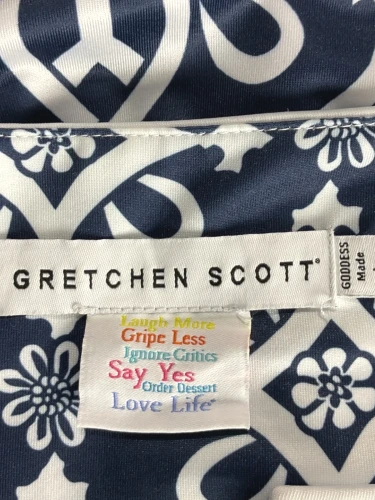 GRETCHEN SCOTT®
GODDESS
Made
Laugh More
Gripe Less
Ignore Critics
Say Yes
Order Dessert
Love Life